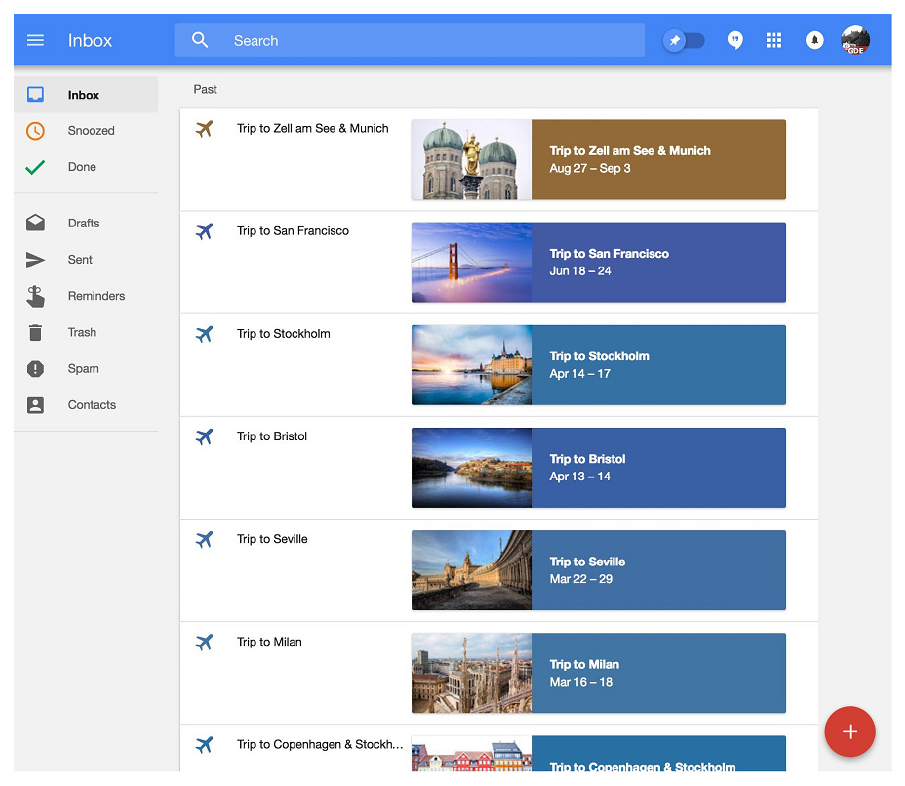 Inbox
Search
GDE
Inbox
Snoozed
Done
Drafts
Sent
Reminders
Trash
Spam
Contacts
Past
Trip to Zell am See & Munich
Trip to Zell am See & Munich
Aug 27 – Sep 3
Trip to San Francisco
Trip to San Francisco
Jun 18 – 24
Trip to Stockholm
Trip to Stockholm
Apr 14 – 17
Trip to Bristol
Trip to Bristol
Apr 13 – 14
Trip to Seville
Trip to Seville
Mar 22 – 29
Trip to Milan
Trip to Milan
Mar 16 – 18
Trip to Copenhagen & Stockh...
Trip to Copenhagen & Stockholm